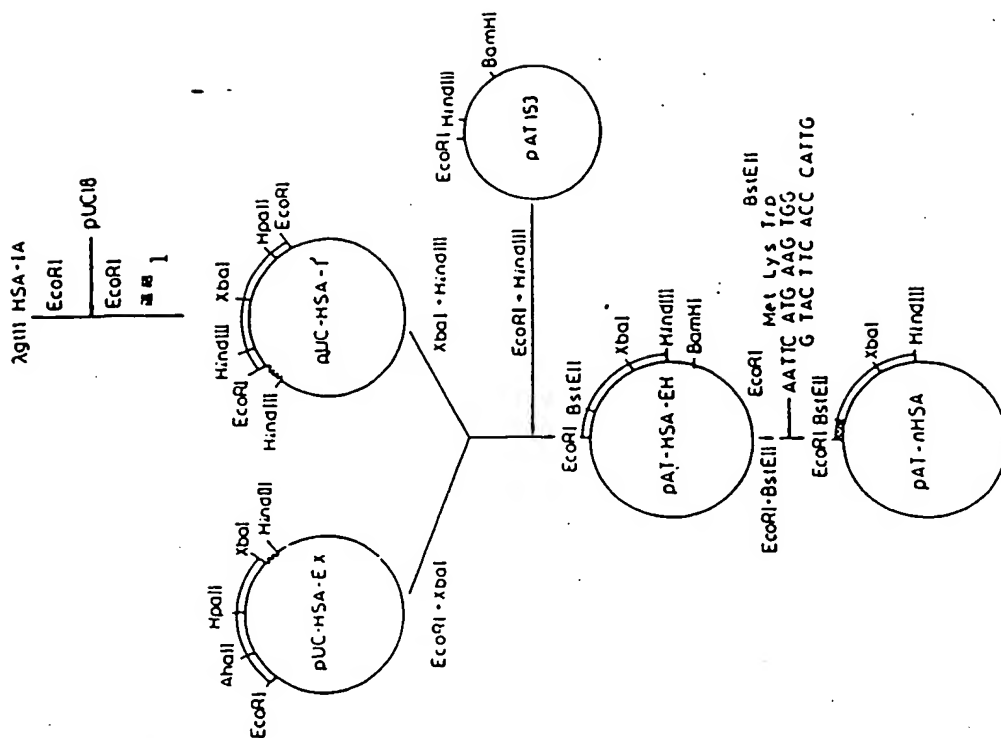 λgtll HSA-IA
EcoRI
pUC18
EcoRI
1
HindIII
EcoRI
HindIII
XbaI
HpaII
EcoRI
pUC-HSA-I'
EcoRI
AhaII
HpaII
XbaI
HindIII
pUC-HSA-EX
EcoRI + XbaI
XbaI + HindIII
EcoRI
HindIII
BamHI
pAT153
EcoRI + HindIII
EcoRI
BstEII
XbaI
HindIII
BamHI
pAT-HSA-EH
EcoRI + BstEII
EcoRI
Met Lys Trp
BstEII
AATTC ATG AAG TGG
G TAC TTC ACC CATTG
EcoRI
BstEII
XbaI
HindIII
pAT-nHSA